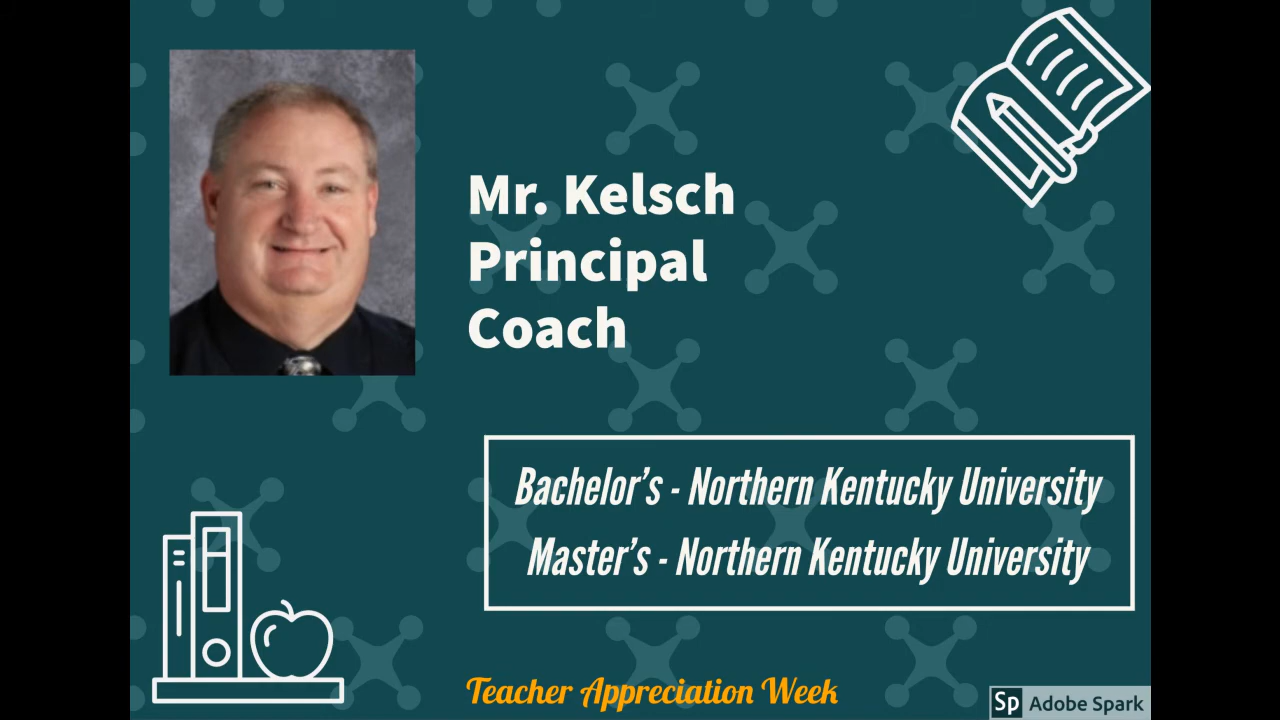 Mr. Kelsch
Principal
Coach
Bachelor's - Northern Kentucky University
Master's - Northern Kentucky University
Teacher Appreciation Week
Sp Adobe Spark